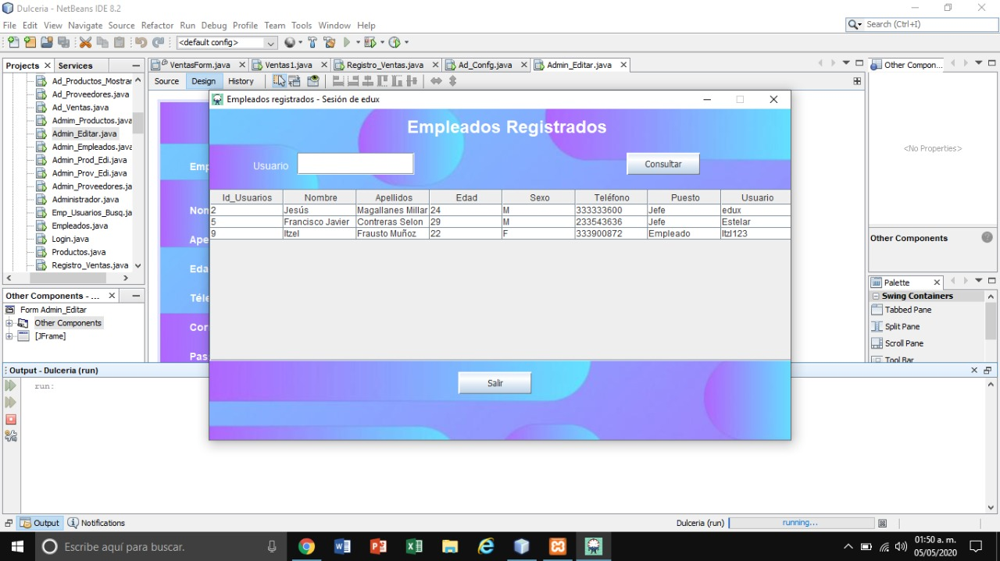 Dulceria - NetBeans IDE 8.2
File Edit View Navigate Source Refactor Run Debug Profile Team Tools Window Help
Search (Ctrl+I)
<default config>
Projects Services
VentasForm.java Ventas1.java Registro_Ventas.java Ad_Confg.java Admin_Editar.java
Other Compon...
Source Design History
Ad_Productos_Mostrar
Ad_Proveedores.java
Ad_Ventas.java
Admim_Productos.java
Admin_Editar.java
Admin_Empleados.java
Admin_Prod_Edi.java
Admin_Prov_Edi.java
Admin_Proveedores.ja
Administrador.java
Emp_Usuarios_Busq.ja
Empleados.java
Login.java
Productos.java
Registro_Ventas.java
Other Components - ...
Form Admin_Editar
Other Components
[JFrame]
Emp
Nom
Ape
Eda
Téle
Cor
Pas
Empleados registrados - Sesión de edux
Empleados Registrados
Usuario
Consultar
Id_Usuarios Nombre Apellidos Edad Sexo Teléfono Puesto Usuario
2 Jesús Magallanes Millar 24 M 333333600 Jefe edux
5 Francisco Javier Contreras Selon 29 M 233543636 Jefe Estelar
9 Itzel Frausto Muñoz 22 F 333900872 Empleado Itzl123
Salir
<No Properties>
Other Components
Palette
Swing Containers
Tabbed Pane
Split Pane
Scroll Pane
Tool Bar
Output - Dulceria (run)
run:
Output Notifications
Dulceria (run) running...
Escribe aquí para buscar.
01:50 a. m.
05/05/2020